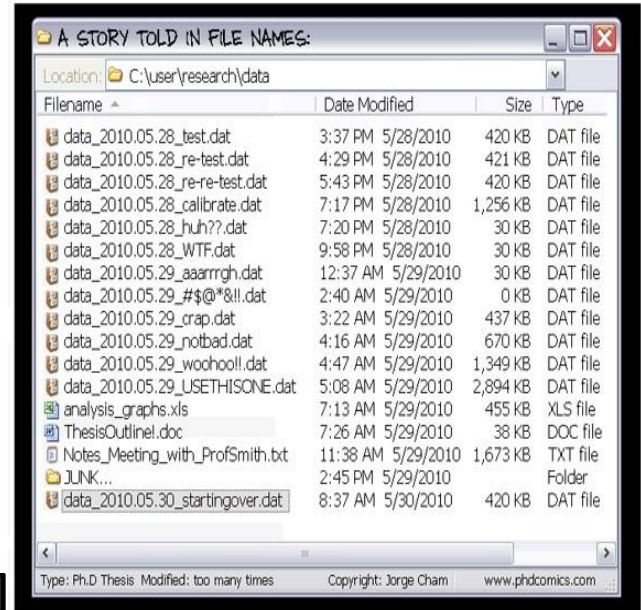 A STORY TOLD IN FILE NAMES:
Location: C:\user\research\data
Filename Date Modified Size Type
data_2010.05.28_test.dat 3:37 PM 5/28/2010 420 KB DAT file
data_2010.05.28_re-test.dat 4:29 PM 5/28/2010 421 KB DAT file
data_2010.05.28_re-re-test.dat 5:43 PM 5/28/2010 420 KB DAT file
data_2010.05.28_calibrate.dat 7:17 PM 5/28/2010 1,256 KB DAT file
data_2010.05.28_huh??.dat 7:20 PM 5/28/2010 30 KB DAT file
data_2010.05.28_WTF.dat 9:58 PM 5/28/2010 30 KB DAT file
data_2010.05.29_aaarrrgh.dat 12:37 AM 5/29/2010 30 KB DAT file
data_2010.05.29_#$@*&!!.dat 2:40 AM 5/29/2010 0 KB DAT file
data_2010.05.29_crap.dat 3:22 AM 5/29/2010 437 KB DAT file
data_2010.05.29_notbad.dat 4:16 AM 5/29/2010 670 KB DAT file
data_2010.05.29_woohoo!!.dat 4:47 AM 5/29/2010 1,349 KB DAT file
data_2010.05.29_USETHISONE.dat 5:08 AM 5/29/2010 2,894 KB DAT file
analysis_graphs.xls 7:13 AM 5/29/2010 455 KB XLS file
ThesisOutline!.doc 7:26 AM 5/29/2010 38 KB DOC file
Notes_Meeting_with_ProfSmith.txt 11:38 AM 5/29/2010 1,673 KB TXT file
JUNK... 2:45 PM 5/29/2010 Folder
data_2010.05.30_startingover.dat 8:37 AM 5/30/2010 420 KB DAT file
Type: Ph.D Thesis Modified: too many times Copyright: Jorge Cham www.phdcomics.com